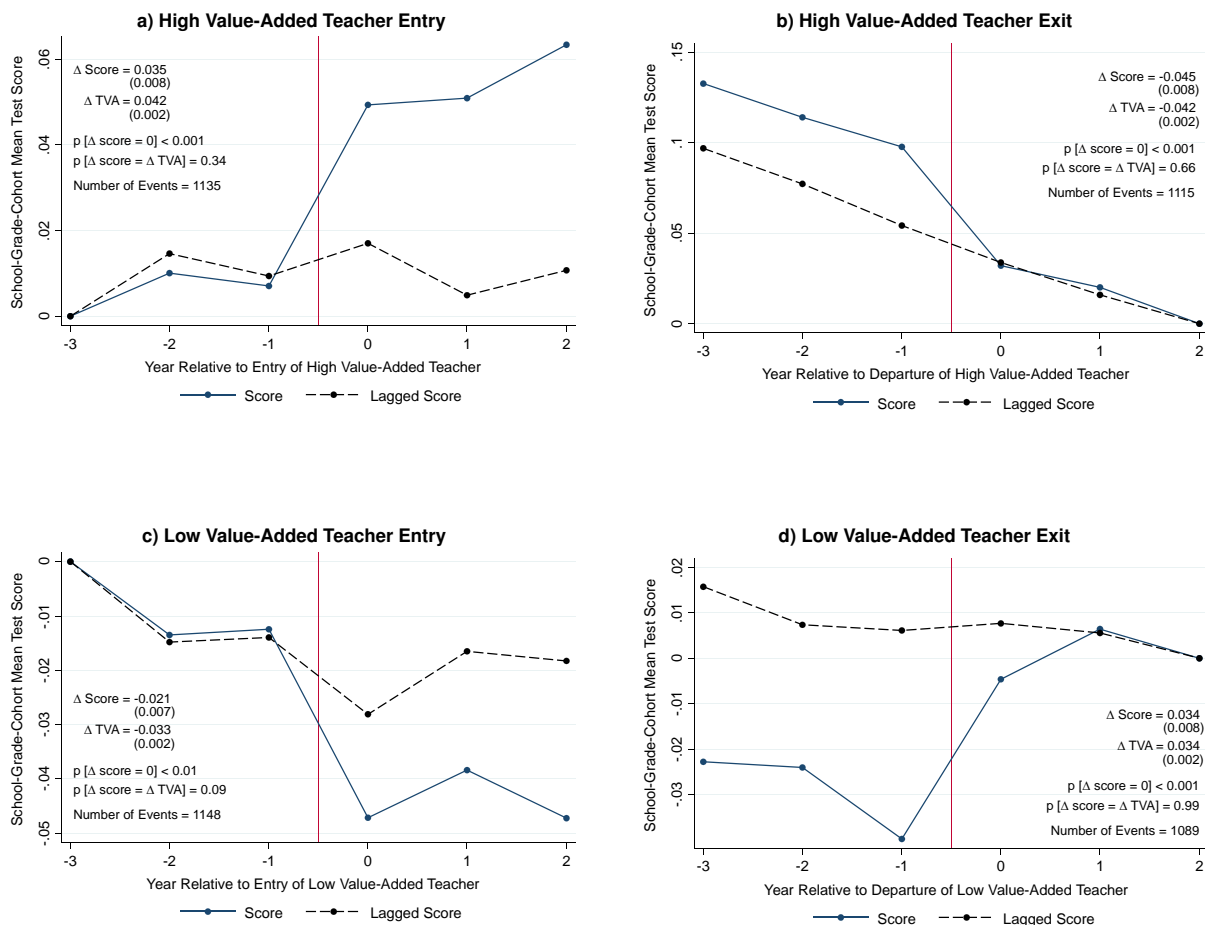 a) High Value-Added Teacher Entry
School-Grade-Cohort Mean Test Score
.06
.04
.02
0
Δ Score = 0.035
(0.008)
Δ TVA = 0.042
(0.002)
p [Δ score = 0] < 0.001
p [Δ score = Δ TVA] = 0.34
Number of Events = 1135
-3 -2 -1 0 1 2
Year Relative to Entry of High Value-Added Teacher
Score Lagged Score
b) High Value-Added Teacher Exit
School-Grade-Cohort Mean Test Score
.15
.1
.05
0
Δ Score = -0.045
(0.008)
Δ TVA = -0.042
(0.002)
p [Δ score = 0] < 0.001
p [Δ score = Δ TVA] = 0.66
Number of Events = 1115
-3 -2 -1 0 1 2
Year Relative to Departure of High Value-Added Teacher
Score Lagged Score
c) Low Value-Added Teacher Entry
School-Grade-Cohort Mean Test Score
0
-.01
-.02
-.03
-.04
-.05
Δ Score = -0.021
(0.007)
Δ TVA = -0.033
(0.002)
p [Δ score = 0] < 0.01
p [Δ score = Δ TVA] = 0.09
Number of Events = 1148
-3 -2 -1 0 1 2
Year Relative to Entry of Low Value-Added Teacher
Score Lagged Score
d) Low Value-Added Teacher Exit
School-Grade-Cohort Mean Test Score
.02
.01
0
-.01
-.02
-.03
Δ Score = 0.034
(0.008)
Δ TVA = 0.034
(0.002)
p [Δ score = 0] < 0.001
p [Δ score = Δ TVA] = 0.99
Number of Events = 1089
-3 -2 -1 0 1 2
Year Relative to Departure of Low Value-Added Teacher
Score Lagged Score